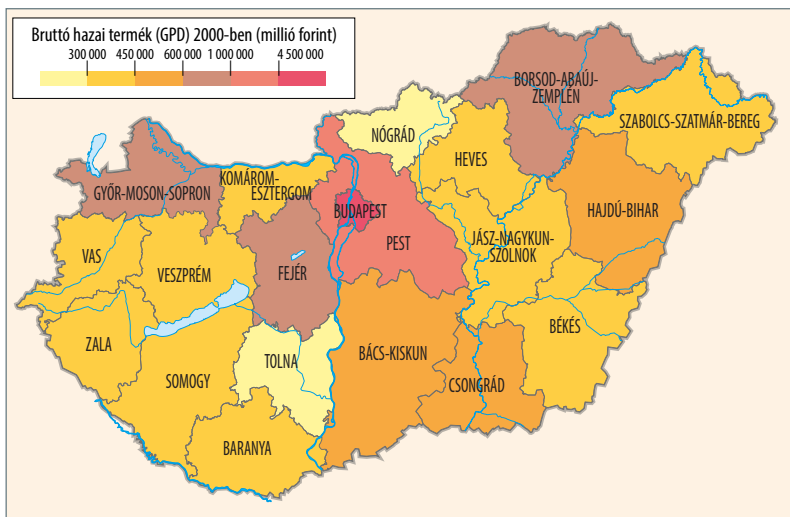 Bruttó hazai termék (GPD) 2000-ben (millió forint)
300 000 450 000 600 000 1 000 000 4 500 000
BORSOD-ABAÚJ-
ZEMPLÉN
SZABOLCS-SZATMÁR-BEREG
NÓGRÁD
HEVES
KOMÁROM-
ESZTERGOM
GYŐR-MOSON-SOPRON
BUDAPEST
HAJDÚ-BIHAR
PEST
JÁSZ-NAGYKUN-
SZOLNOK
VAS
VESZPRÉM
FEJÉR
BÉKÉS
ZALA
TOLNA
BÁCS-KISKUN
SOMOGY
CSONGRÁD
BARANYA